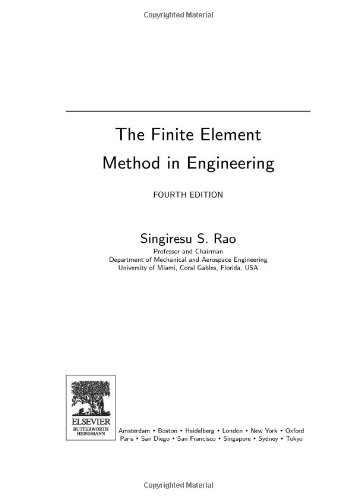 Copyrighted Material
The Finite Element
Method in Engineering
FOURTH EDITION
Singiresu S. Rao
Professor and Chairman
Department of Mechanical and Aerospace Engineering
University of Miami, Coral Gables, Florida, USA
ELSEVIER
BUTTERWORTH
HEINEMANN
Amsterdam • Boston • Heidelberg • London • New York • Oxford
Paris • San Diego • San Francisco • Singapore • Sydney • Tokyo
Copyrighted Material